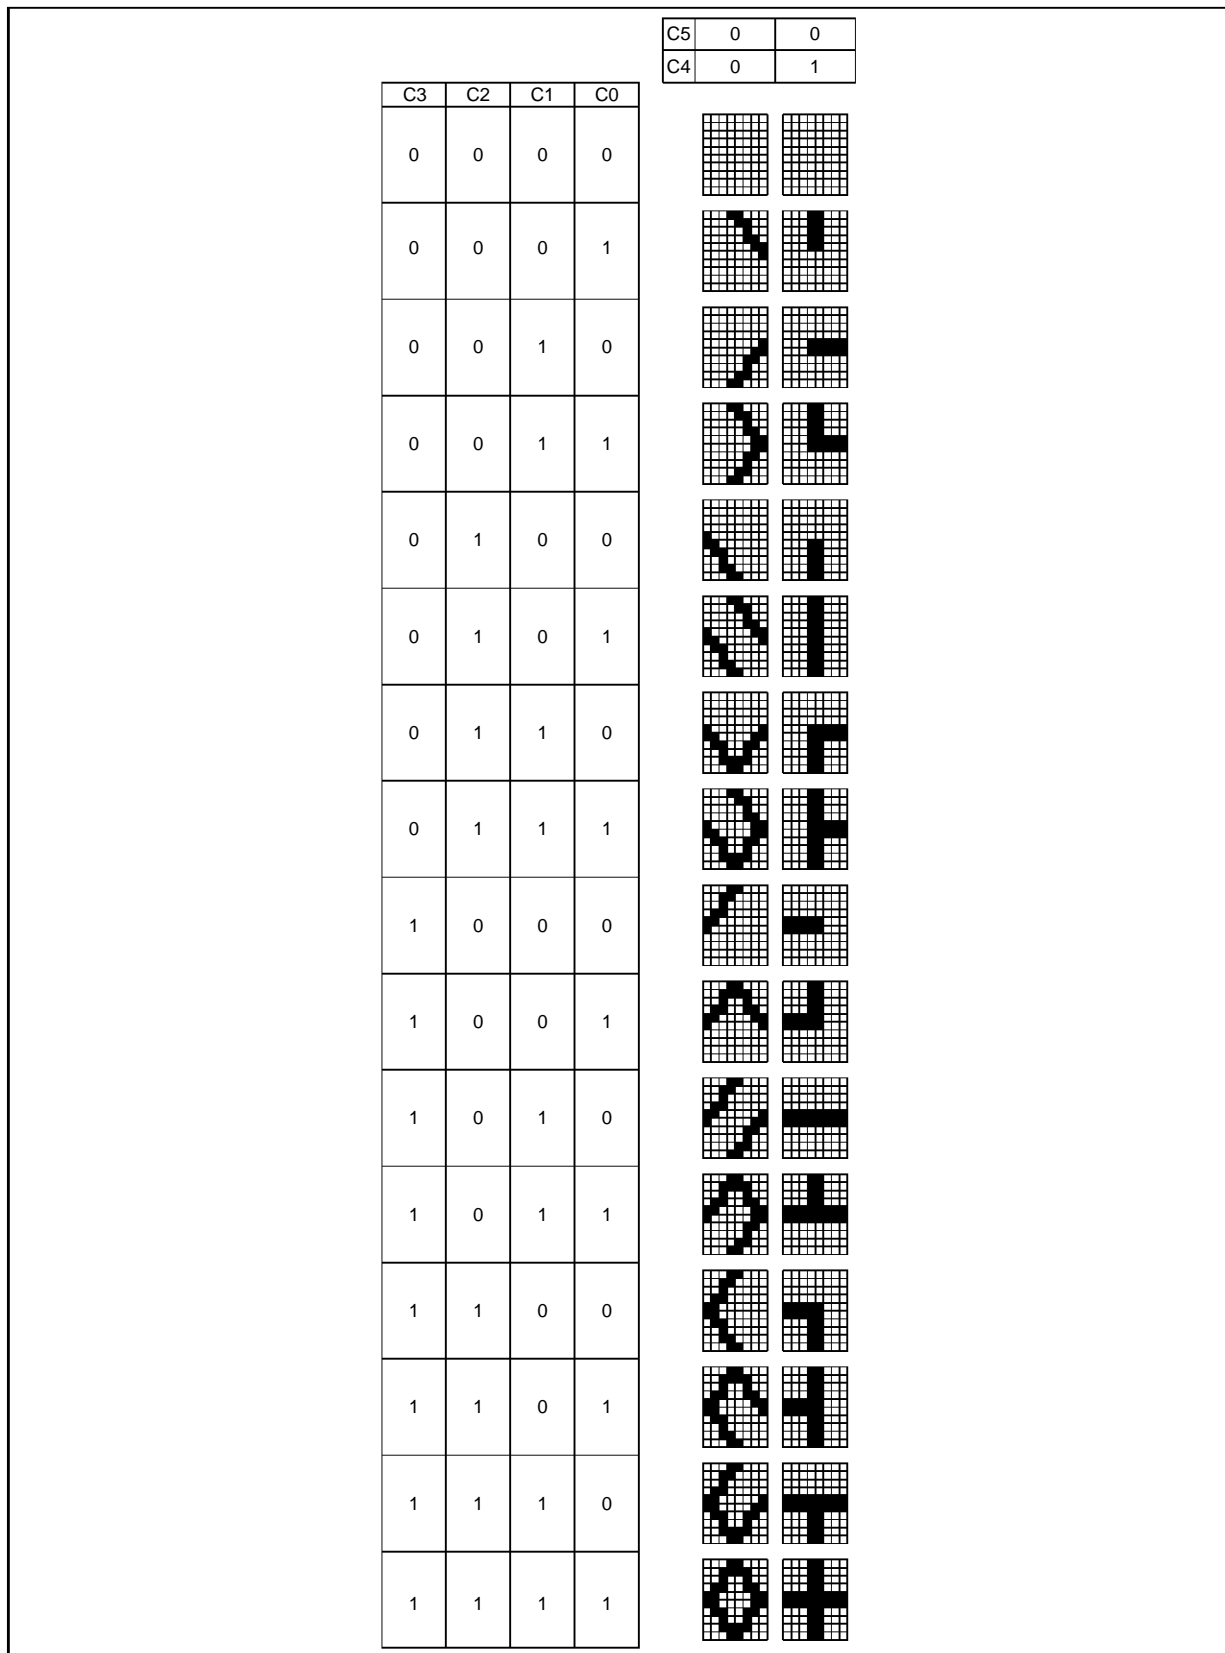 C5 0 0
C4 0 1
C3 C2 C1 C0
0 0 0 0
0 0 0 1
0 0 1 0
0 0 1 1
0 1 0 0
0 1 0 1
0 1 1 0
0 1 1 1
1 0 0 0
1 0 0 1
1 0 1 0
1 0 1 1
1 1 0 0
1 1 0 1
1 1 1 0
1 1 1 1